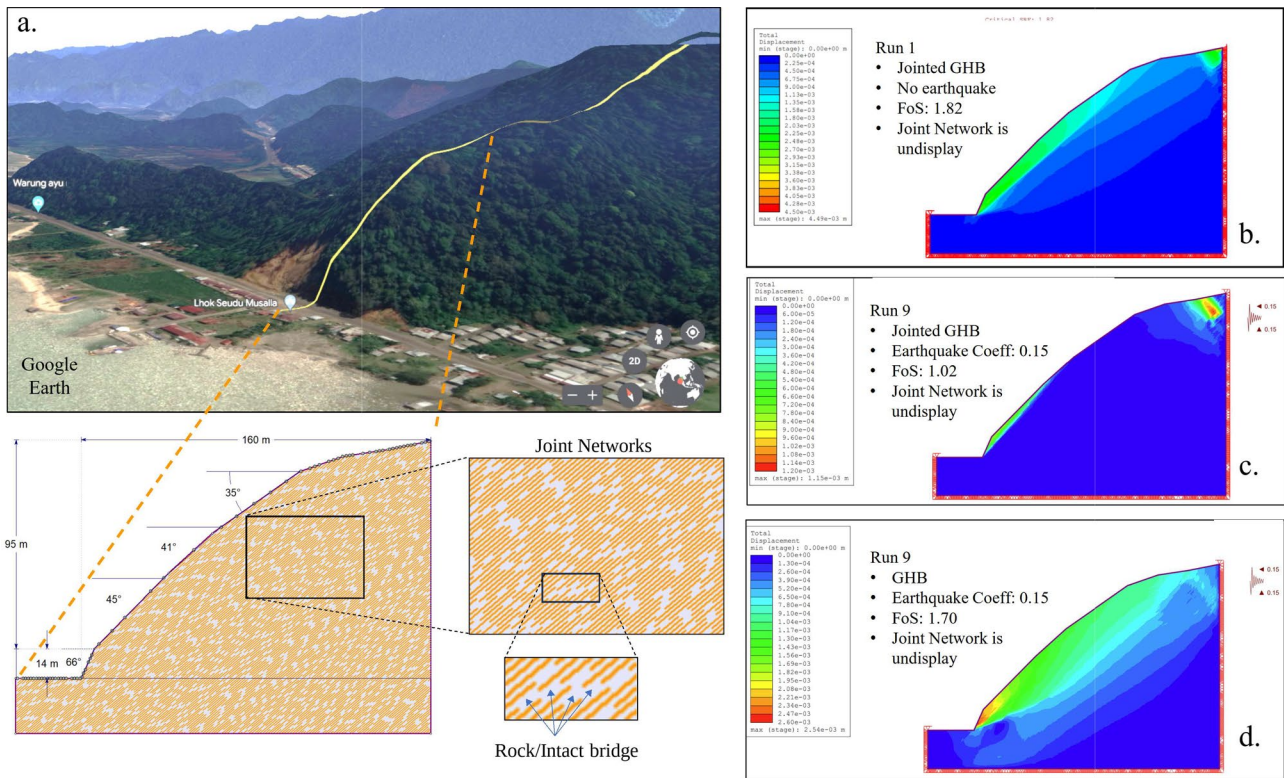 a.
Warung ayu
Lhok Seudu Musalla
Google
Earth
2D
160 m
95 m
35°
41°
45°
14 m
66°
Joint Networks
Rock/Intact bridge
Total
Displacement
min (stage): 0.00e+00 m
0.00e+00
2.25e-04
4.50e-04
6.75e-04
9.00e-04
1.13e-03
1.35e-03
1.58e-03
1.80e-03
2.03e-03
2.25e-03
2.48e-03
2.70e-03
2.93e-03
3.15e-03
3.38e-03
3.60e-03
3.83e-03
4.05e-03
4.28e-03
4.50e-03
max (stage): 4.49e-03 m
Run 1
• Jointed GHB
• No earthquake
• FoS: 1.82
• Joint Network is
undisplay
b.
Total
Displacement
min (stage): 0.00e+00 m
0.00e+00
6.00e-05
1.20e-04
1.80e-04
2.40e-04
3.00e-04
3.60e-04
4.20e-04
4.80e-04
5.40e-04
6.00e-04
6.60e-04
7.20e-04
7.80e-04
8.40e-04
9.00e-04
9.60e-04
1.02e-03
1.08e-03
1.14e-03
1.20e-03
max (stage): 1.15e-03 m
Run 9
• Jointed GHB
• Earthquake Coeff: 0.15
• FoS: 1.02
• Joint Network is
undisplay
0.15
0.15
c.
Total
Displacement
min (stage): 0.00e+00 m
0.00e+00
1.30e-04
2.60e-04
3.90e-04
5.20e-04
6.50e-04
7.80e-04
9.10e-04
1.04e-03
1.17e-03
1.30e-03
1.43e-03
1.56e-03
1.69e-03
1.82e-03
1.95e-03
2.08e-03
2.21e-03
2.34e-03
2.47e-03
2.60e-03
max (stage): 2.54e-03 m
Run 9
• GHB
• Earthquake Coeff: 0.15
• FoS: 1.70
• Joint Network is
undisplay
0.15
0.15
d.